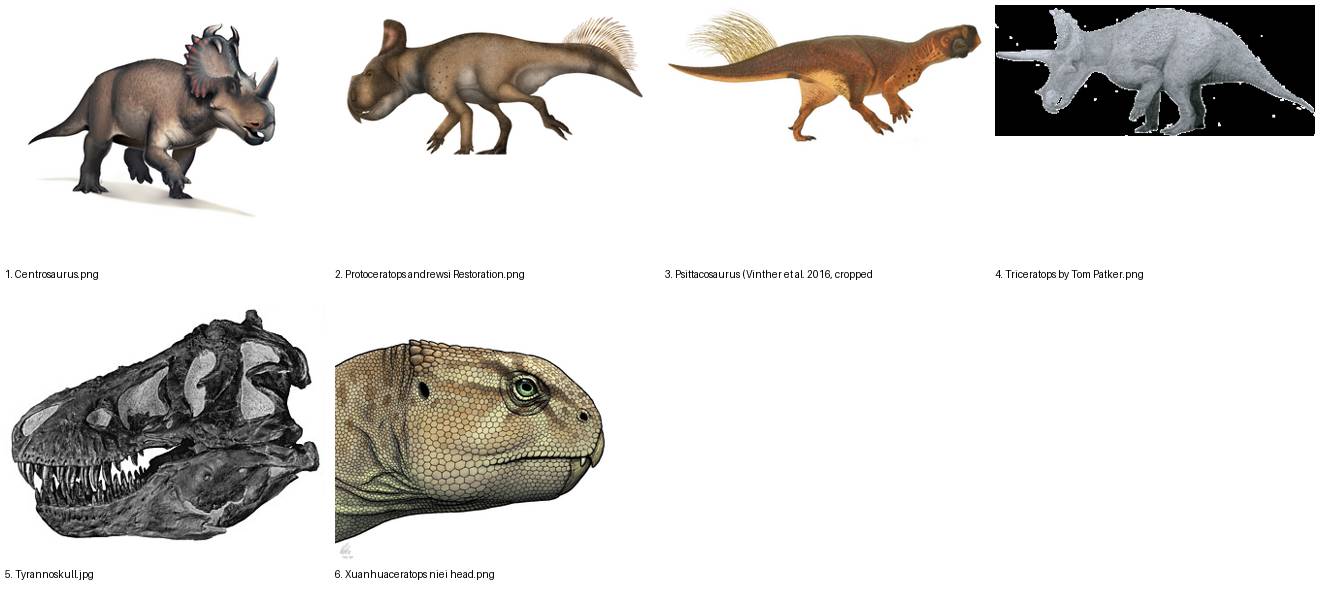 1. Centrosaurus.png
2. Protoceratops andrewsi Restoration.png
3. Psittacosaurus (Vinther et al. 2016, cropped
4. Triceratops by Tom Patker.png
5. Tyrannoskull.jpg
6. Xuanhuaceratops niei head.png